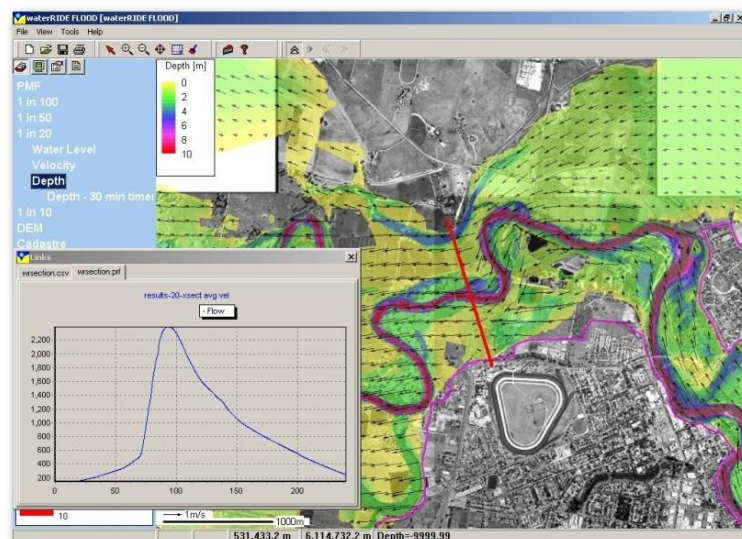 waterRIDE FLOOD [waterRIDE FLOOD]
File View Tools Help
PMF
1 in 100
1 in 50
1 in 20
Water Level
Velocity
Depth
Depth - 30 min times
1 in 10
DEM
Cadastre
Depth [m]
0
2
4
6
8
10
Links
wrsection.csv wrsection.prf
results-20-xsect avg vel
- Flow
2,200
2,000
1,800
1,600
1,400
1,200
1,000
800
600
400
200
0 50 100 150 200
10
1m/s
1000m
531,433.2 m 6,114,732.2 m Depth=-9999.99